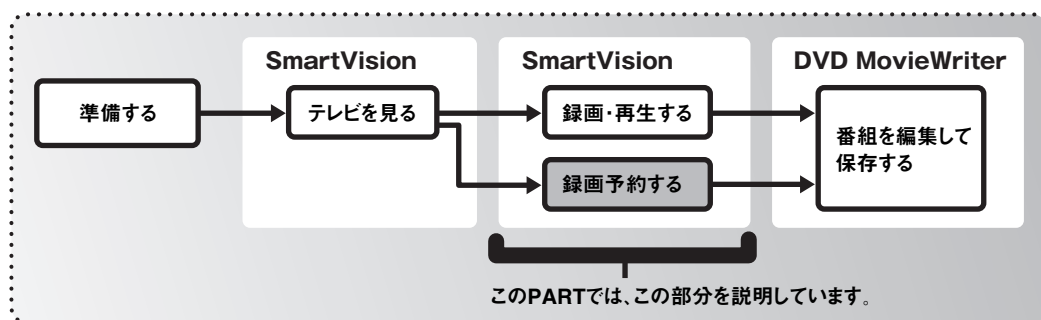 SmartVision
SmartVision
DVD MovieWriter
準備する
テレビを見る
録画・再生する
番組を編集して
保存する
録画予約する
このPARTでは、この部分を説明しています。